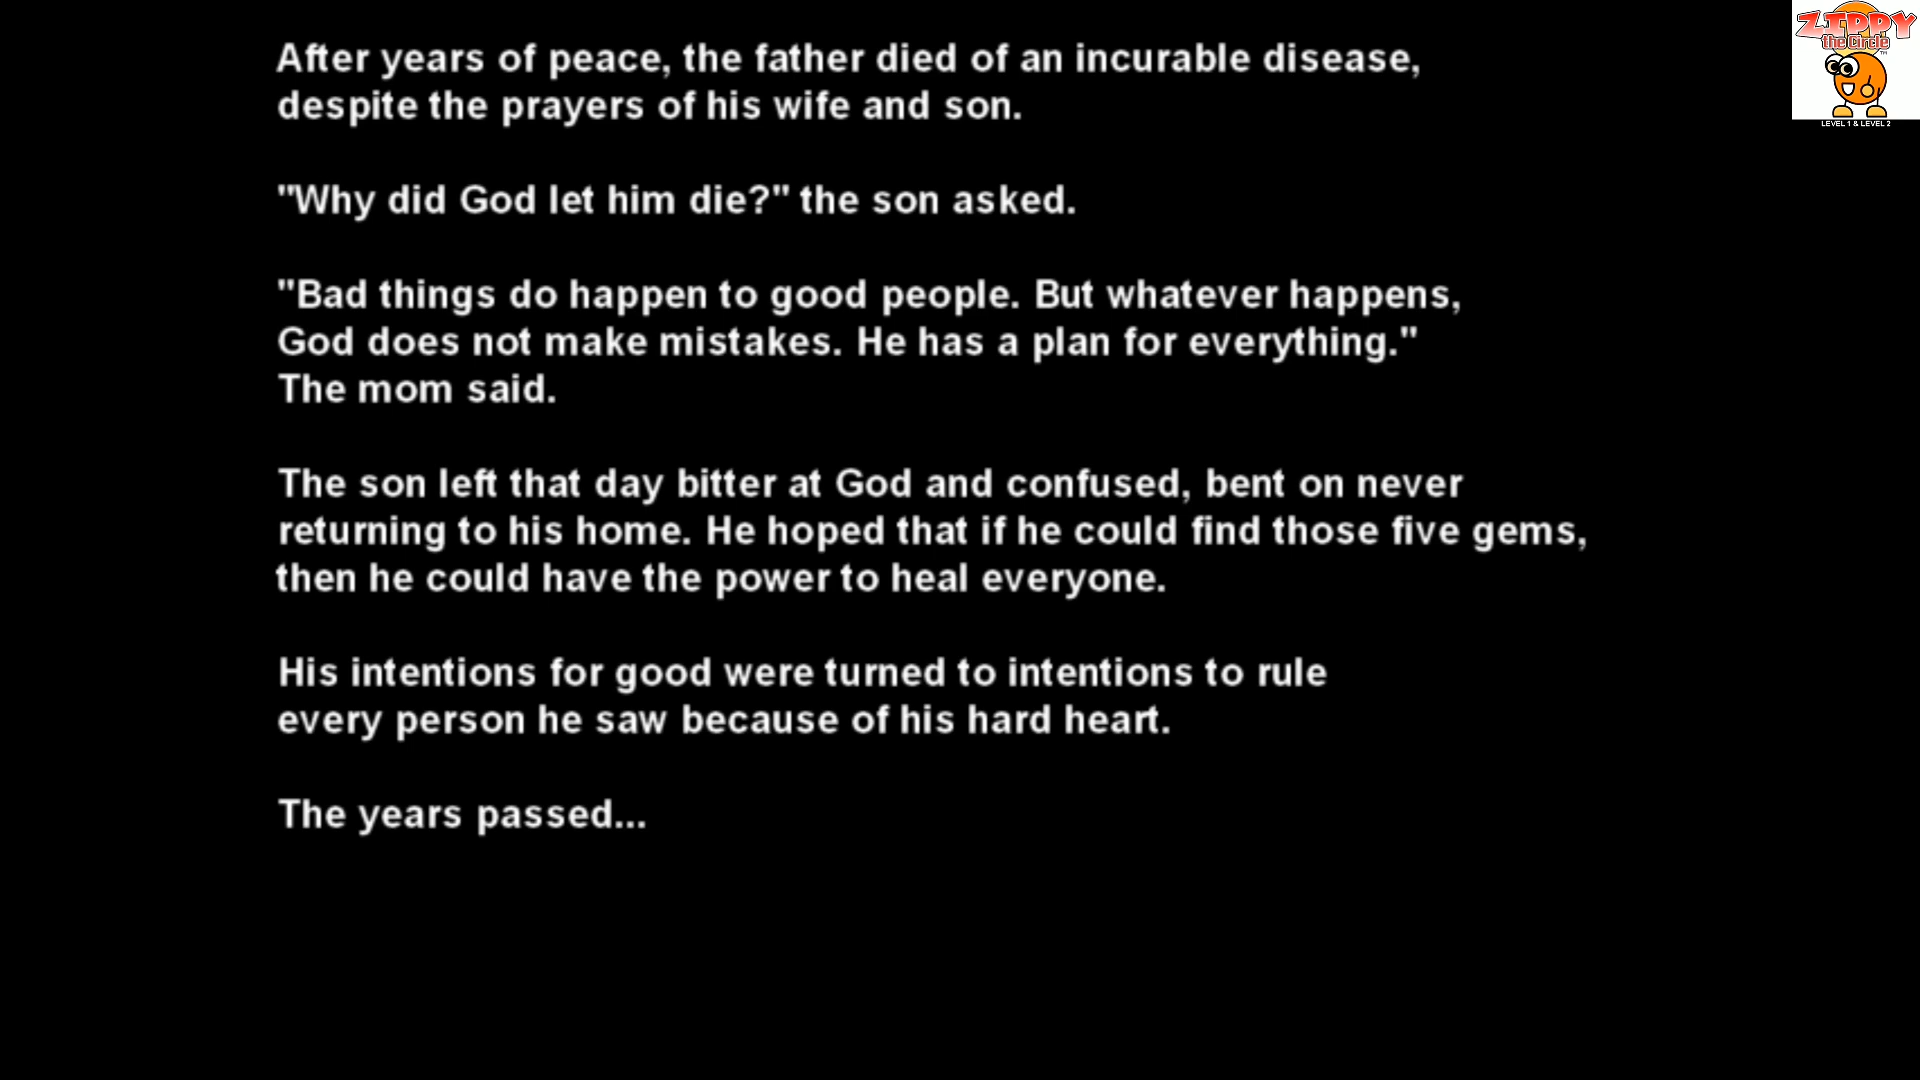 After years of peace, the father died of an incurable disease,
despite the prayers of his wife and son.
"Why did God let him die?" the son asked.
"Bad things do happen to good people. But whatever happens,
God does not make mistakes. He has a plan for everything."
The mom said.
The son left that day bitter at God and confused, bent on never
returning to his home. He hoped that if he could find those five gems,
then he could have the power to heal everyone.
His intentions for good were turned to intentions to rule
every person he saw because of his hard heart.
The years passed...
ZIPPY
the Circle
TM
LEVEL 1 & LEVEL 2